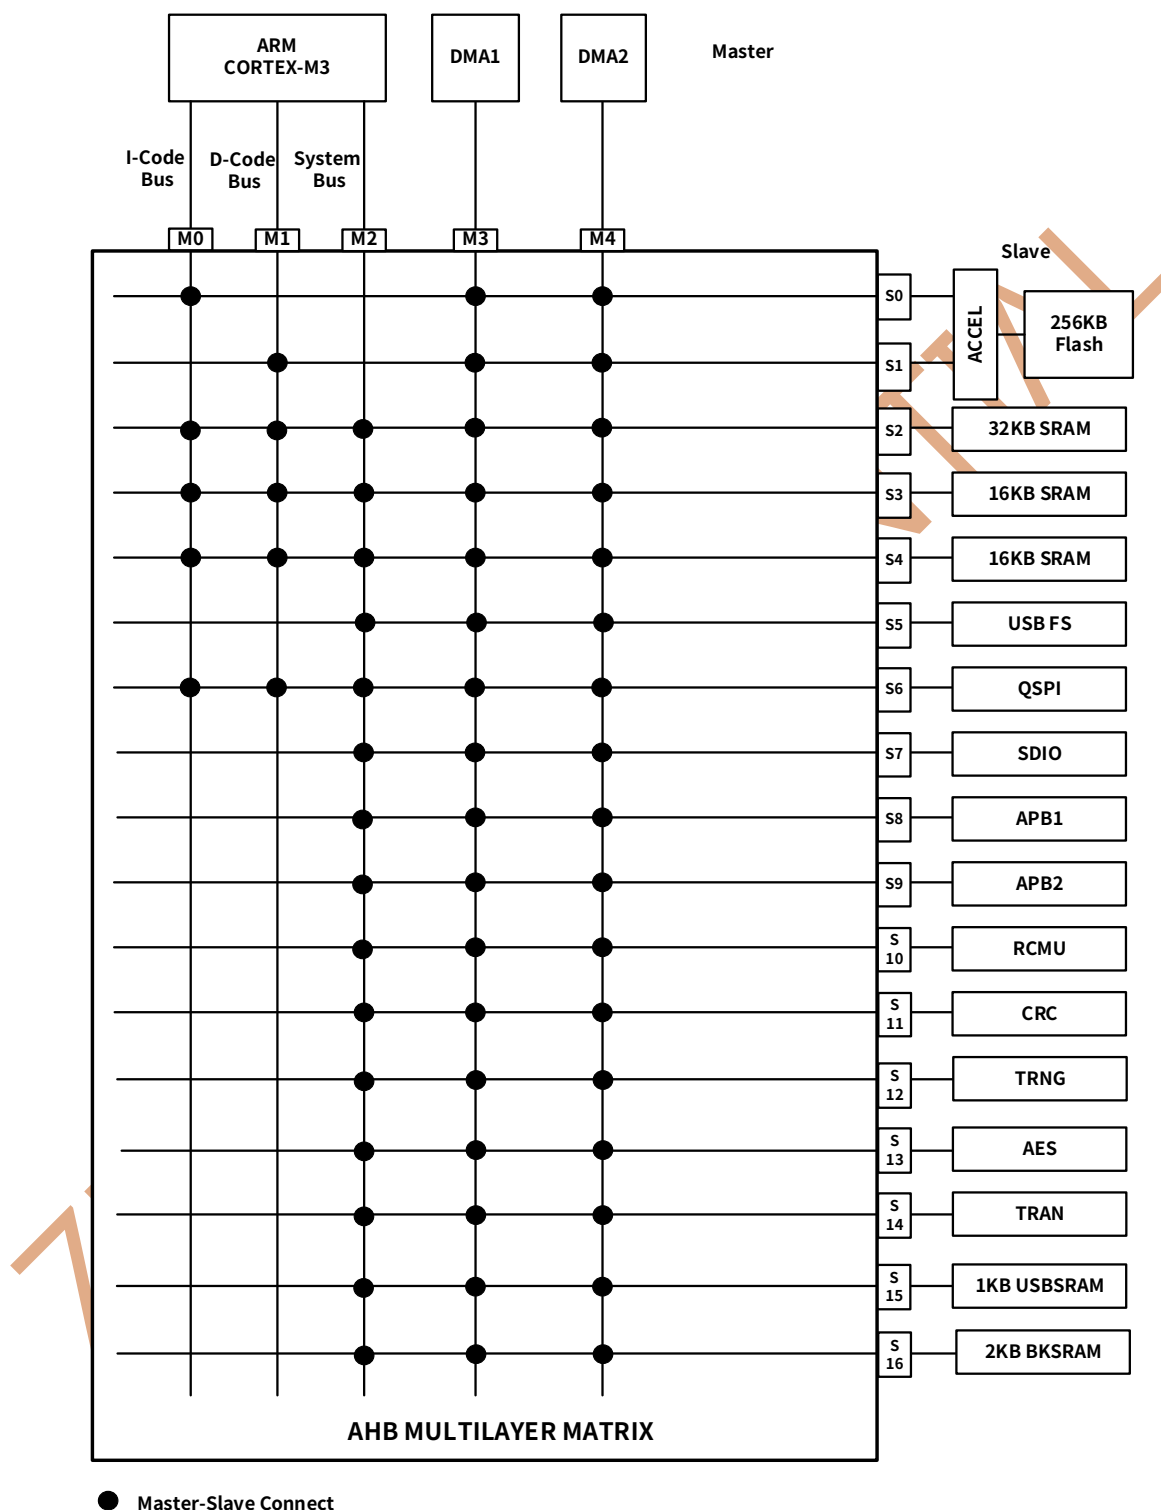 ARM
CORTEX-M3
DMA1
DMA2
Master
I-Code
Bus
D-Code
Bus
System
Bus
M0
M1
M2
M3
M4
Slave
S0
ACCEL
256KB
Flash
S1
S2
32KB SRAM
S3
16KB SRAM
S4
16KB SRAM
S5
USB FS
S6
QSPI
S7
SDIO
S8
APB1
S9
APB2
S
10
RCMU
S
11
CRC
S
12
TRNG
S
13
AES
S
14
TRAN
S
15
1KB USBSRAM
S
16
2KB BKSRAM
AHB MULTILAYER MATRIX
Master-Slave Connect